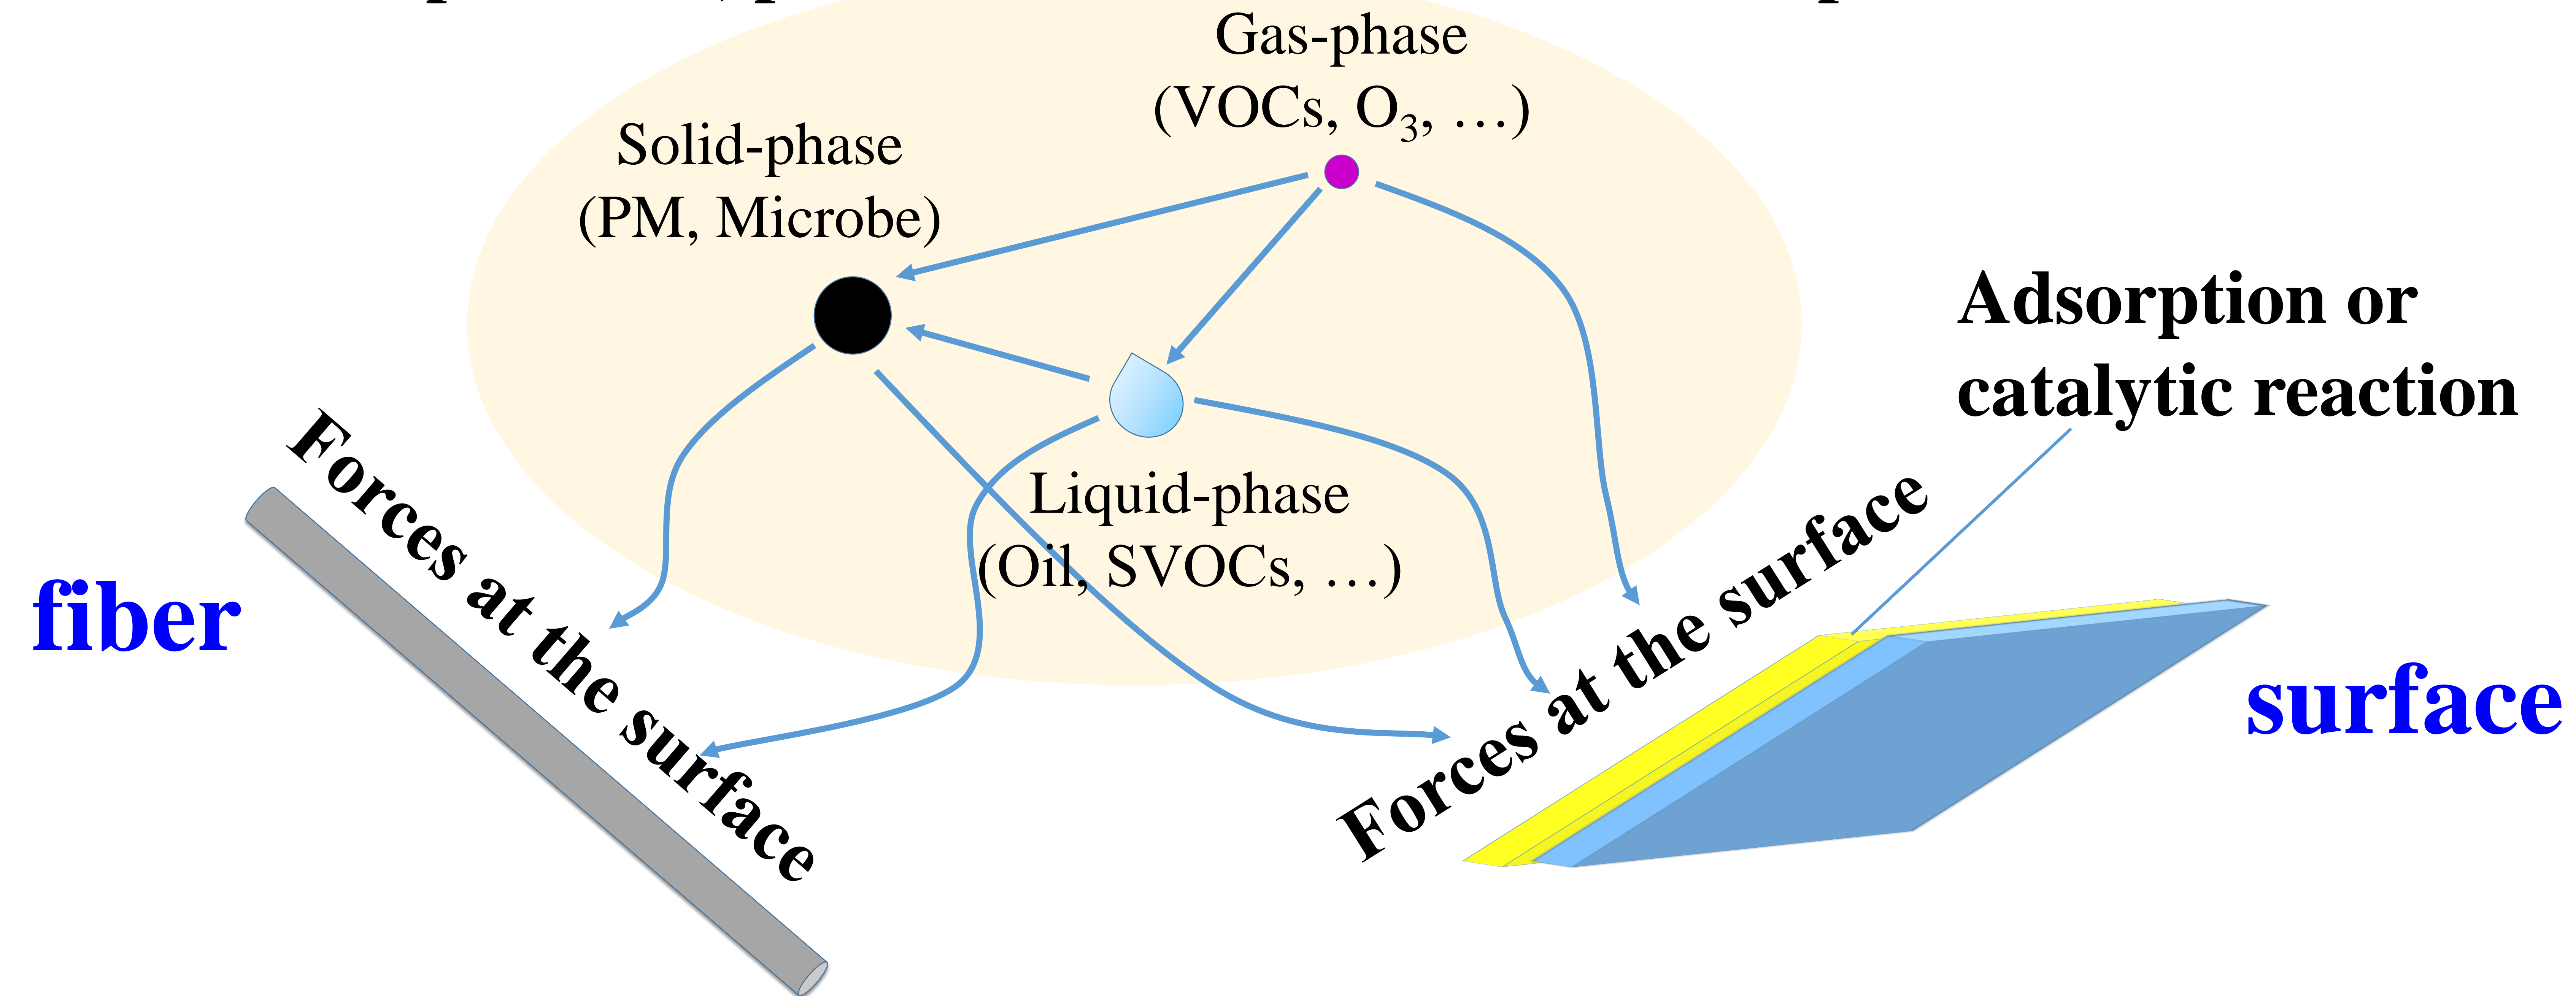 Gas-phase
(VOCs, O₃, …)
Solid-phase
(PM, Microbe)
Adsorption or
catalytic reaction
Liquid-phase
(Oil, SVOCs, …)
Forces at the surface
Forces at the surface
fiber
surface